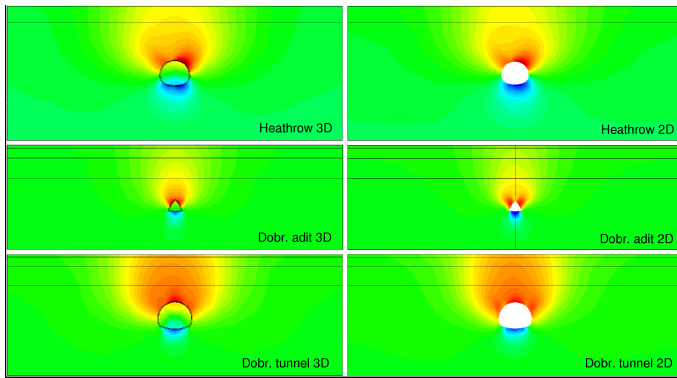 Heathrow 3D
Heathrow 2D
Dobr. adit 3D
Dobr. adit 2D
Dobr. tunnel 3D
Dobr. tunnel 2D